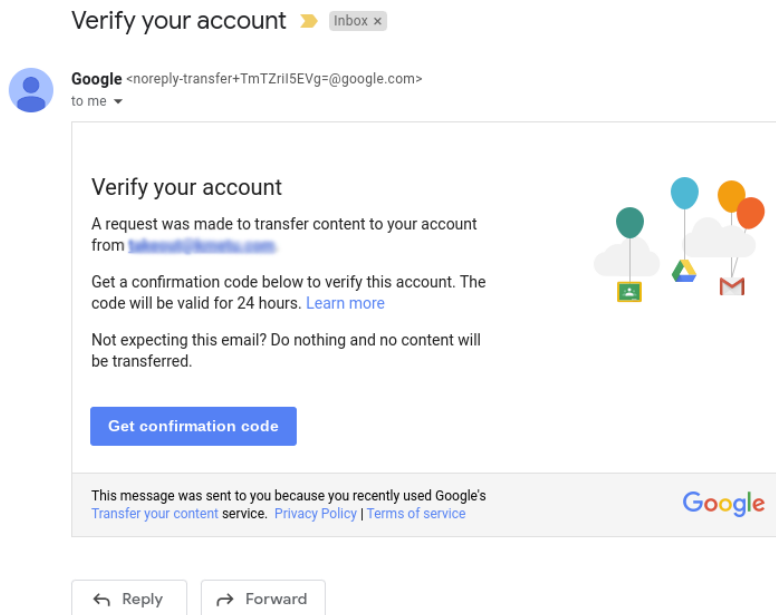 Verify your account
Inbox ×
Google <noreply-transfer+TmTZriI5EVg=@google.com>
to me
Verify your account
A request was made to transfer content to your account
from
Get a confirmation code below to verify this account. The
code will be valid for 24 hours. Learn more
Not expecting this email? Do nothing and no content will
be transferred.
Get confirmation code
This message was sent to you because you recently used Google's
Transfer your content service. Privacy Policy | Terms of service
Google
Reply
Forward